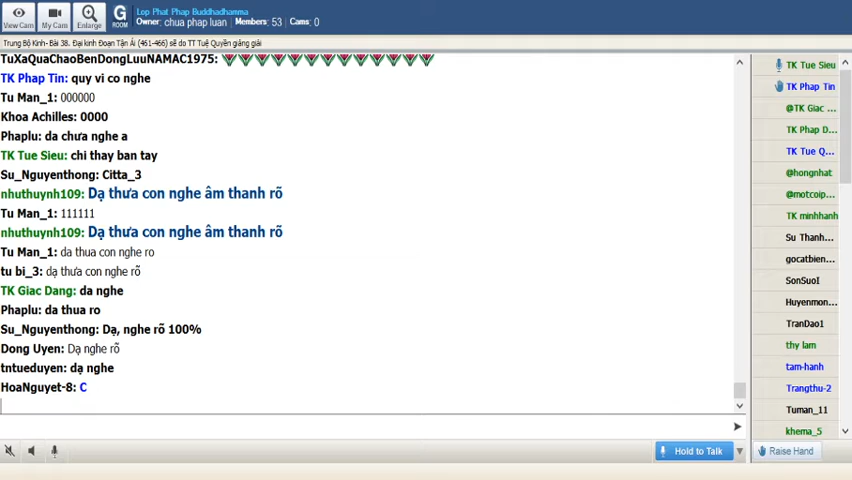 Lop Phat Phap Buddhadhamma
Owner: chua phap luan Members: 53 Cams: 0
View Cam My Cam Enlarge G ROOM
Trung Bộ Kinh- Bài 38. Đại kinh Đoạn Tận Ái (461-466) sẽ do TT Tuệ Quyền giảng giải
TuXaQuaChaoBenDongLuuNAMAC1975:
TK Phap Tin: quy vi co nghe
Tu Man_1: 000000
Khoa Achilles: 0000
Phaplu: da chưa nghe a
TK Tue Sieu: chi thay ban tay
Su_Nguyenthong: Citta_3
nhuthuynh109: Dạ thưa con nghe âm thanh rõ
Tu Man_1: 111111
nhuthuynh109: Dạ thưa con nghe âm thanh rõ
Tu Man_1: da thua con nghe ro
tu bi_3: dạ thưa con nghe rõ
TK Giac Dang: da nghe
Phaplu: da thua ro
Su_Nguyenthong: Dạ, nghe rõ 100%
Dong Uyen: Dạ nghe rõ
tntueduyen: dạ nghe
HoaNguyet-8: C
Hold to Talk
TK Tue Sieu
TK Phap Tin
@TK Giac ...
TK Phap D...
TK Tue Q...
@hongnhat
@motcoip...
TK minhhanh
Su Thanh...
gocatbien...
SonSuoI
Huyenmon...
TranDao1
thy lam
tam-hanh
Trangthu-2
Tuman_11
khema_5
Raise Hand